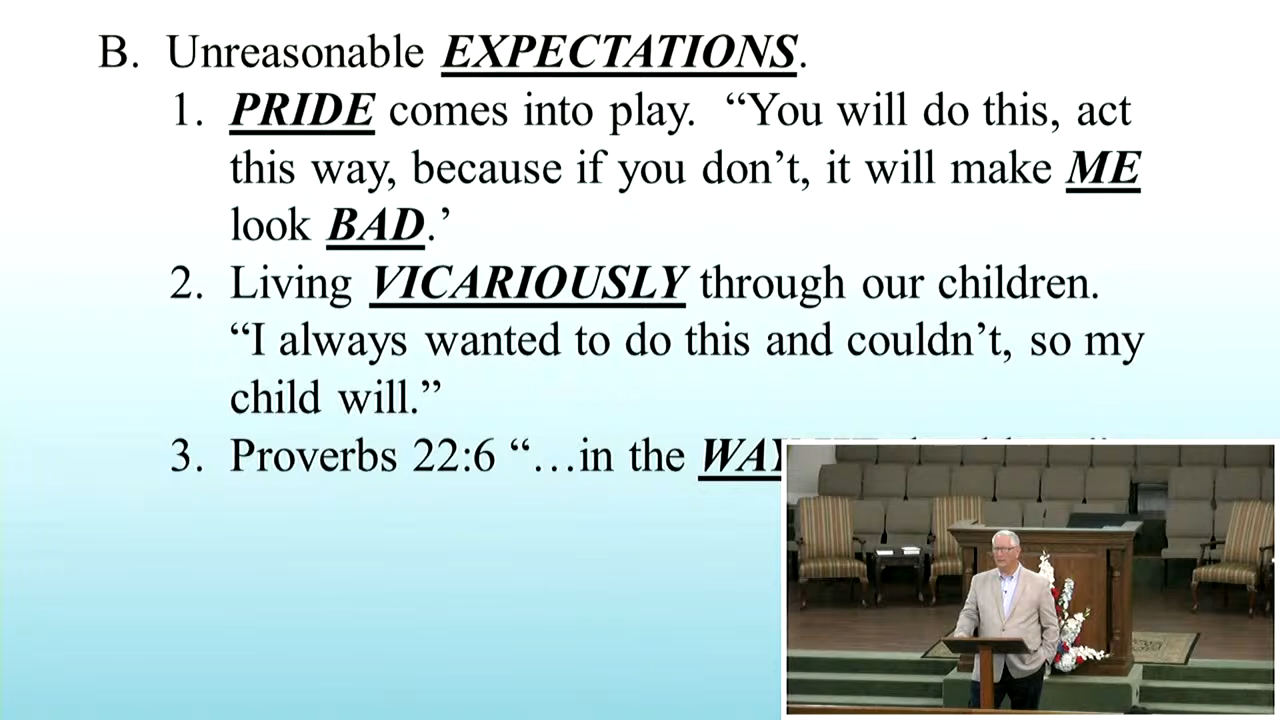 B. Unreasonable EXPECTATIONS.
1. PRIDE comes into play. “You will do this, act
this way, because if you don’t, it will make ME
look BAD.’
2. Living VICARIOUSLY through our children.
“I always wanted to do this and couldn’t, so my
child will.”
3. Proverbs 22:6 “…in the WAY